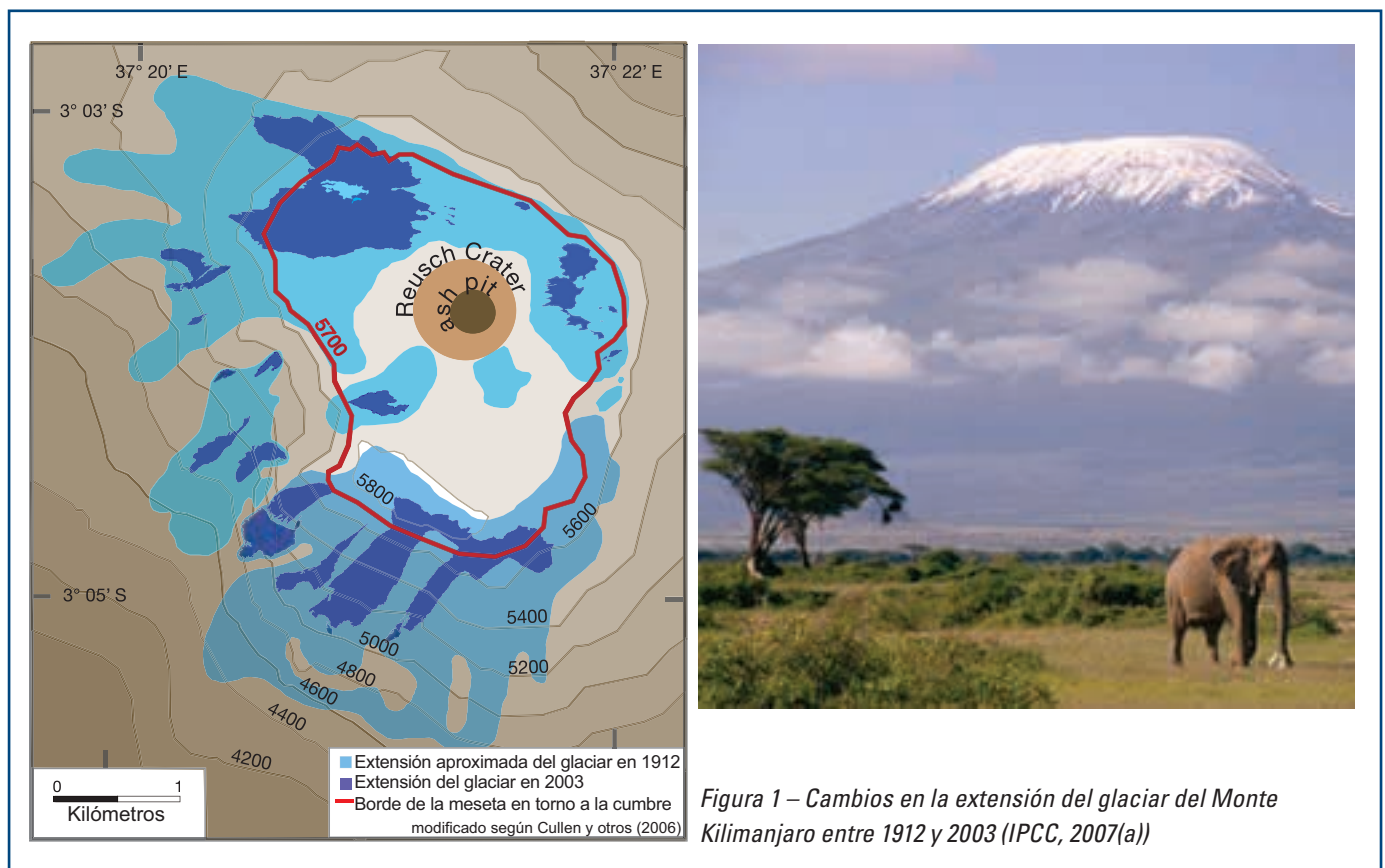 37° 20' E
37° 22' E
3° 03' S
Reusch Crater
ash pit
5700
5800
5600
3° 05' S
5400
5000
5200
4800
4600
4400
4200
Extensión aproximada del glaciar en 1912
Extensión del glaciar en 2003
Borde de la meseta en torno a la cumbre
modificado según Cullen y otros (2006)
0 1
Kilómetros
Figura 1 – Cambios en la extensión del glaciar del Monte
Kilimanjaro entre 1912 y 2003 (IPCC, 2007(a))